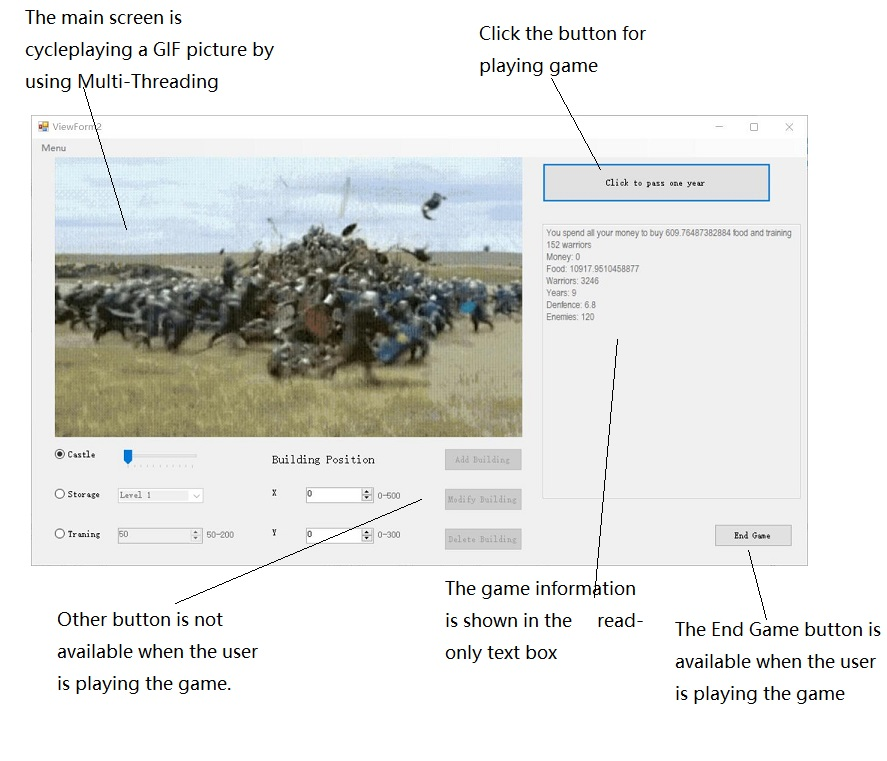 The main screen is
cycleplaying a GIF picture by
using Multi-Threading
Click the button for
playing game
ViewForm2
Menu
Click to pass one year
You spend all your money to buy 609.76487382884 food and training
152 warriors
Money: 0
Food: 10917.9510458877
Warriors: 3246
Years: 9
Denfence: 6.8
Enemies: 120
Castle
Building Position
Add Building
Storage
Level 1
X
0
0-500
Modify Building
Traning
50
50-200
Y
0
0-300
Delete Building
End Game
Other button is not
available when the user
is playing the game.
The game information
is shown in the read-
only text box
The End Game button is
available when the user
is playing the game